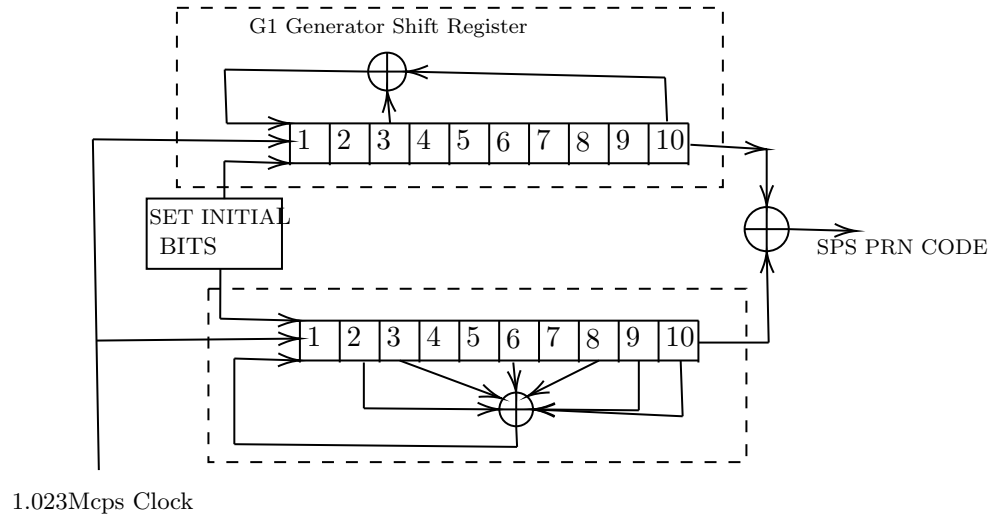 G1 Generator Shift Register
1 2 3 4 5 6 7 8 9 10
SET INITIAL
BITS
SPS PRN CODE
1 2 3 4 5 6 7 8 9 10
1.023Mcps Clock